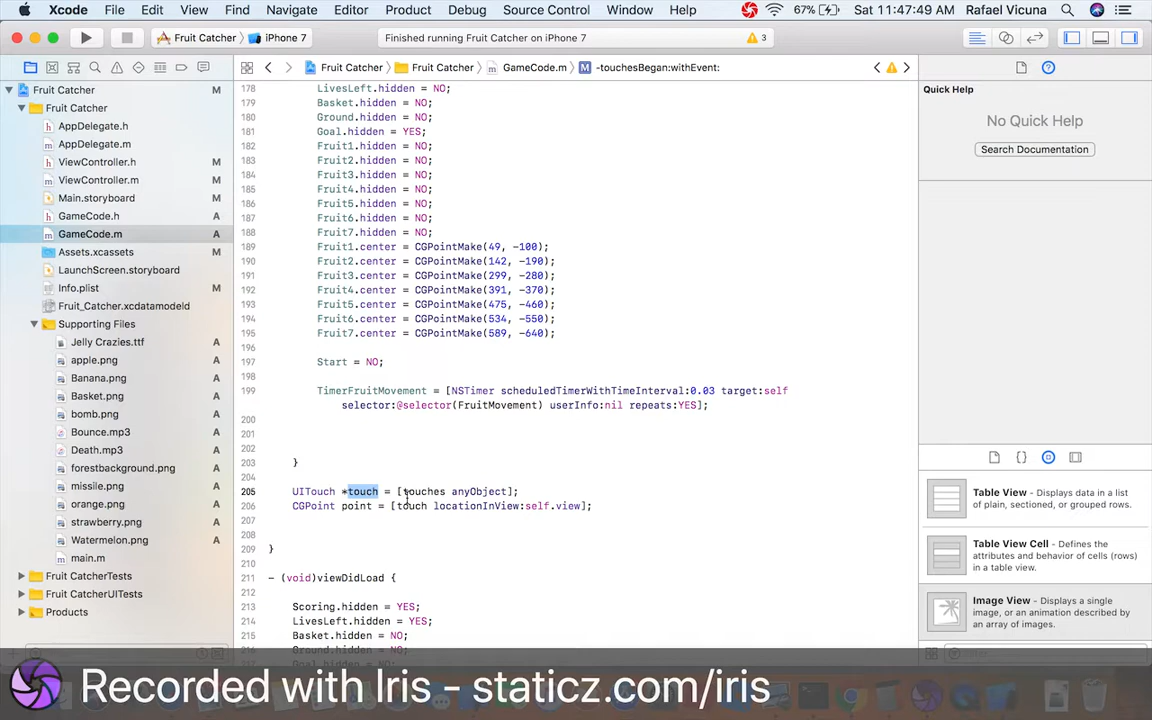 Xcode File Edit View Find Navigate Editor Product Debug Source Control Window Help 67% Sat 11:47:49 AM Rafael Vicuna
Fruit Catcher iPhone 7 Finished running Fruit Catcher on iPhone 7 3
Fruit Catcher Fruit Catcher GameCode.m M -touchesBegan:withEvent:
Fruit Catcher M
Fruit Catcher
AppDelegate.h
AppDelegate.m
ViewController.h M
ViewController.m M
Main.storyboard M
GameCode.h A
GameCode.m A
Assets.xcassets M
LaunchScreen.storyboard
Info.plist M
Fruit_Catcher.xcdatamodeld
Supporting Files
Jelly Crazies.ttf A
apple.png A
Banana.png A
Basket.png A
bomb.png A
Bounce.mp3 A
Death.mp3 A
forestbackground.png A
missile.png A
orange.png A
strawberry.png A
Watermelon.png A
main.m
Fruit CatcherTests
Fruit CatcherUITests
Products
178 LivesLeft.hidden = NO;
179 Basket.hidden = NO;
180 Ground.hidden = NO;
181 Goal.hidden = YES;
182 Fruit1.hidden = NO;
183 Fruit2.hidden = NO;
184 Fruit3.hidden = NO;
185 Fruit4.hidden = NO;
186 Fruit5.hidden = NO;
187 Fruit6.hidden = NO;
188 Fruit7.hidden = NO;
189 Fruit1.center = CGPointMake(49, -100);
190 Fruit2.center = CGPointMake(142, -190);
191 Fruit3.center = CGPointMake(299, -280);
192 Fruit4.center = CGPointMake(391, -370);
193 Fruit5.center = CGPointMake(475, -460);
194 Fruit6.center = CGPointMake(534, -550);
195 Fruit7.center = CGPointMake(589, -640);
196
197 Start = NO;
198
199 TimerFruitMovement = [NSTimer scheduledTimerWithTimeInterval:0.03 target:self
selector:@selector(FruitMovement) userInfo:nil repeats:YES];
200
201
202
203 }
204
205 UITouch *touch = [touches anyObject];
206 CGPoint point = [touch locationInView:self.view];
207
208
209 }
210
211 - (void)viewDidLoad {
212
213 Scoring.hidden = YES;
214 LivesLeft.hidden = YES;
215 Basket.hidden = NO;
Ground.hidden = NO;
Quick Help
No Quick Help
Search Documentation
Table View - Displays data in a
list of plain, sectioned, or
grouped rows.
Table View Cell - Defines the
attributes and behavior of cells (rows)
in a table view.
Image View - Displays a single
image, or an animation described by
an array of images.
Recorded with Iris - staticz.com/iris